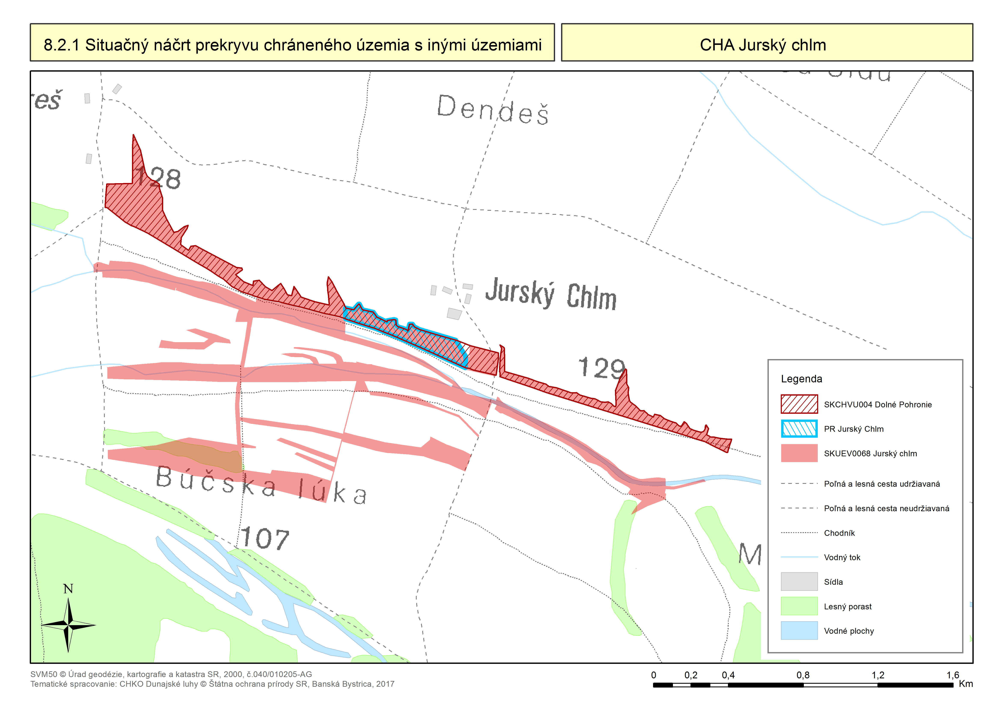 8.2.1 Situačný náčrt prekryvu chráneného územia s inými územiami
CHA Jurský chlm
Dendeš
128
Jurský Chlm
129
Búčska lúka
107
M
N
Legenda
SKCHVU004 Dolné Pohronie
PR Jurský Chlm
SKUEV0068 Jurský chlm
Poľná a lesná cesta udržiavaná
Poľná a lesná cesta neudržiavaná
Chodník
Vodný tok
Sídla
Lesný porast
Vodné plochy
SVM50 © Úrad geodézie, kartografie a katastra SR, 2000, č.040/010205-AG
Tematické spracovanie: CHKO Dunajské luhy © Štátna ochrana prírody SR, Banská Bystrica, 2017
0 0,2 0,4 0,8 1,2 1,6
Km